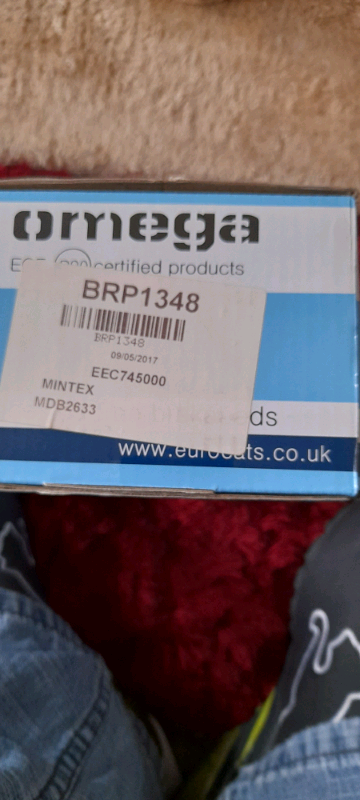 omega
certified products
BRP1348
BRP1348
09/05/2017
EEC745000
MINTEX
MDB2633
ds
www.eurocats.co.uk